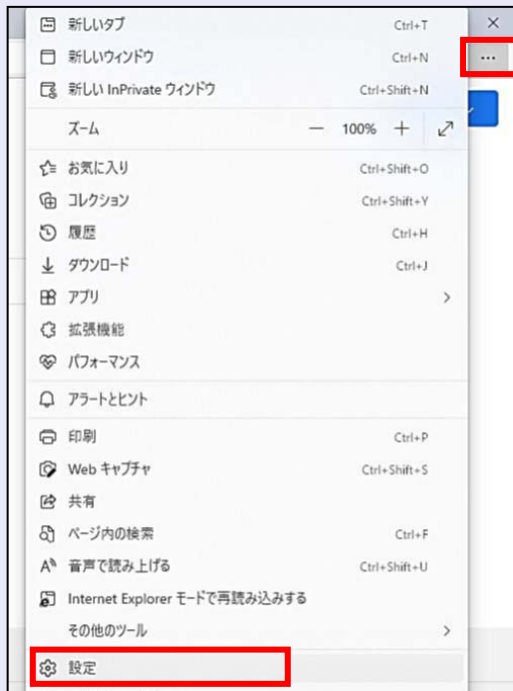 新しいタブ Ctrl+T
新しいウィンドウ Ctrl+N
新しい InPrivate ウィンドウ Ctrl+Shift+N
ズーム — 100% +
お気に入り Ctrl+Shift+O
コレクション Ctrl+Shift+Y
履歴 Ctrl+H
ダウンロード Ctrl+J
アプリ
拡張機能
パフォーマンス
アラートとヒント
印刷 Ctrl+P
Web キャプチャ Ctrl+Shift+S
共有
ページ内の検索 Ctrl+F
音声で読み上げる Ctrl+Shift+U
Internet Explorer モードで再読み込みする
その他のツール
設定